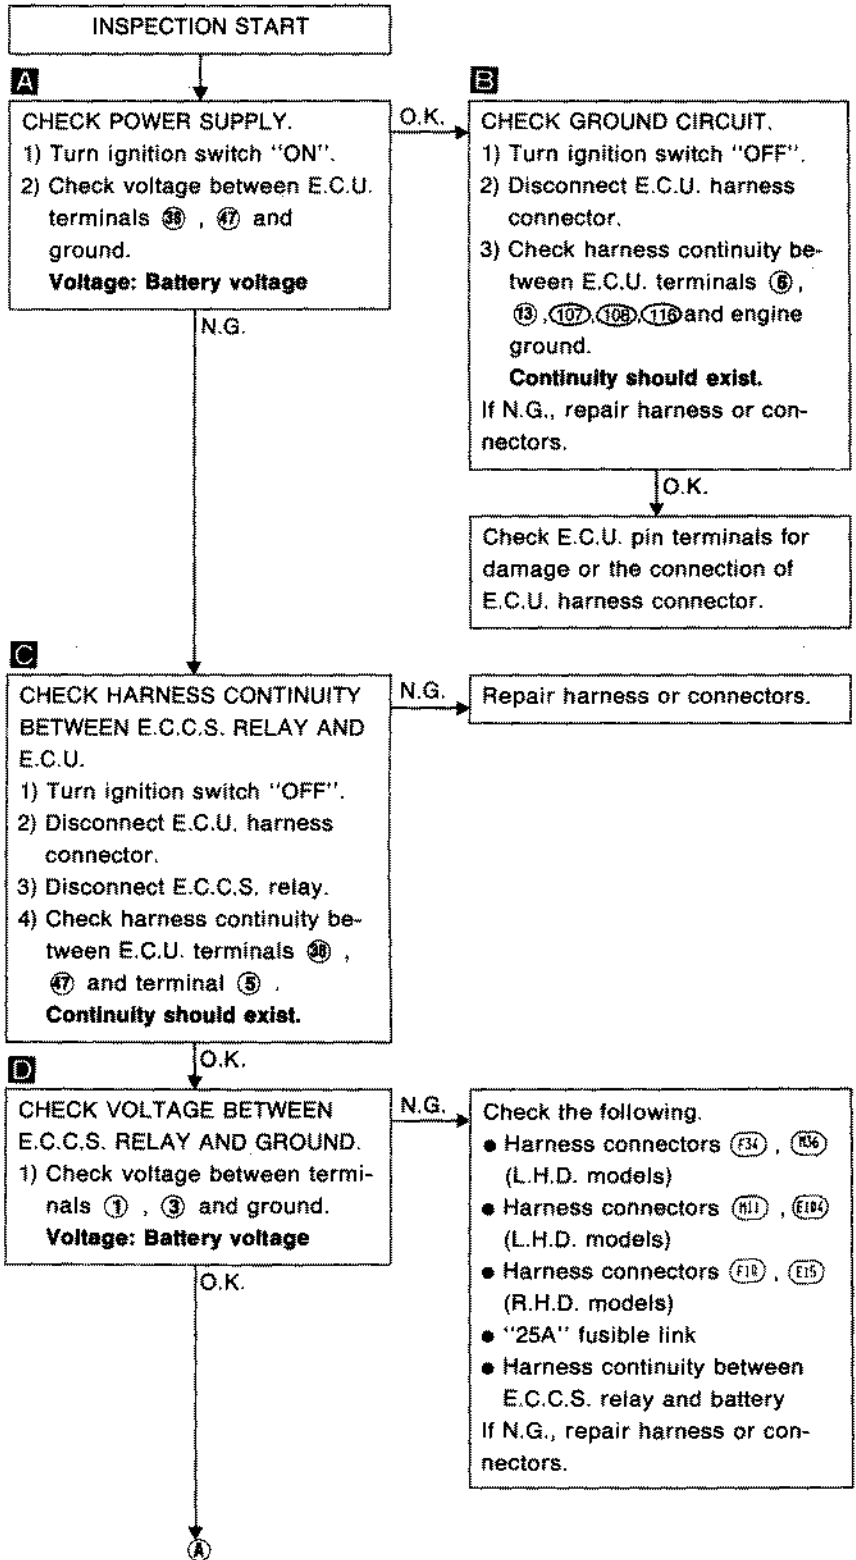 INSPECTION START
A
CHECK POWER SUPPLY.
1) Turn ignition switch "ON".
2) Check voltage between E.C.U.
terminals 38 , 47 and
ground.
Voltage: Battery voltage
O.K.
N.G.
B
CHECK GROUND CIRCUIT.
1) Turn ignition switch "OFF".
2) Disconnect E.C.U. harness
connector.
3) Check harness continuity be-
tween E.C.U. terminals 6 ,
13 , 107 , 108 , 116 and engine
ground.
Continuity should exist.
If N.G., repair harness or con-
nectors.
O.K.
Check E.C.U. pin terminals for
damage or the connection of
E.C.U. harness connector.
C
CHECK HARNESS CONTINUITY
BETWEEN E.C.C.S. RELAY AND
E.C.U.
1) Turn ignition switch "OFF".
2) Disconnect E.C.U. harness
connector.
3) Disconnect E.C.C.S. relay.
4) Check harness continuity be-
tween E.C.U. terminals 38 ,
47 and terminal 5 .
Continuity should exist.
N.G.
Repair harness or connectors.
O.K.
D
CHECK VOLTAGE BETWEEN
E.C.C.S. RELAY AND GROUND.
1) Check voltage between termi-
nals 1 , 3 and ground.
Voltage: Battery voltage
N.G.
Check the following.
● Harness connectors F34 , M36
(L.H.D. models)
● Harness connectors M11 , E104
(L.H.D. models)
● Harness connectors , E15
(R.H.D. models)
● "25A" fusible link
● Harness continuity between
E.C.C.S. relay and battery
If N.G., repair harness or con-
nectors.
O.K.
A